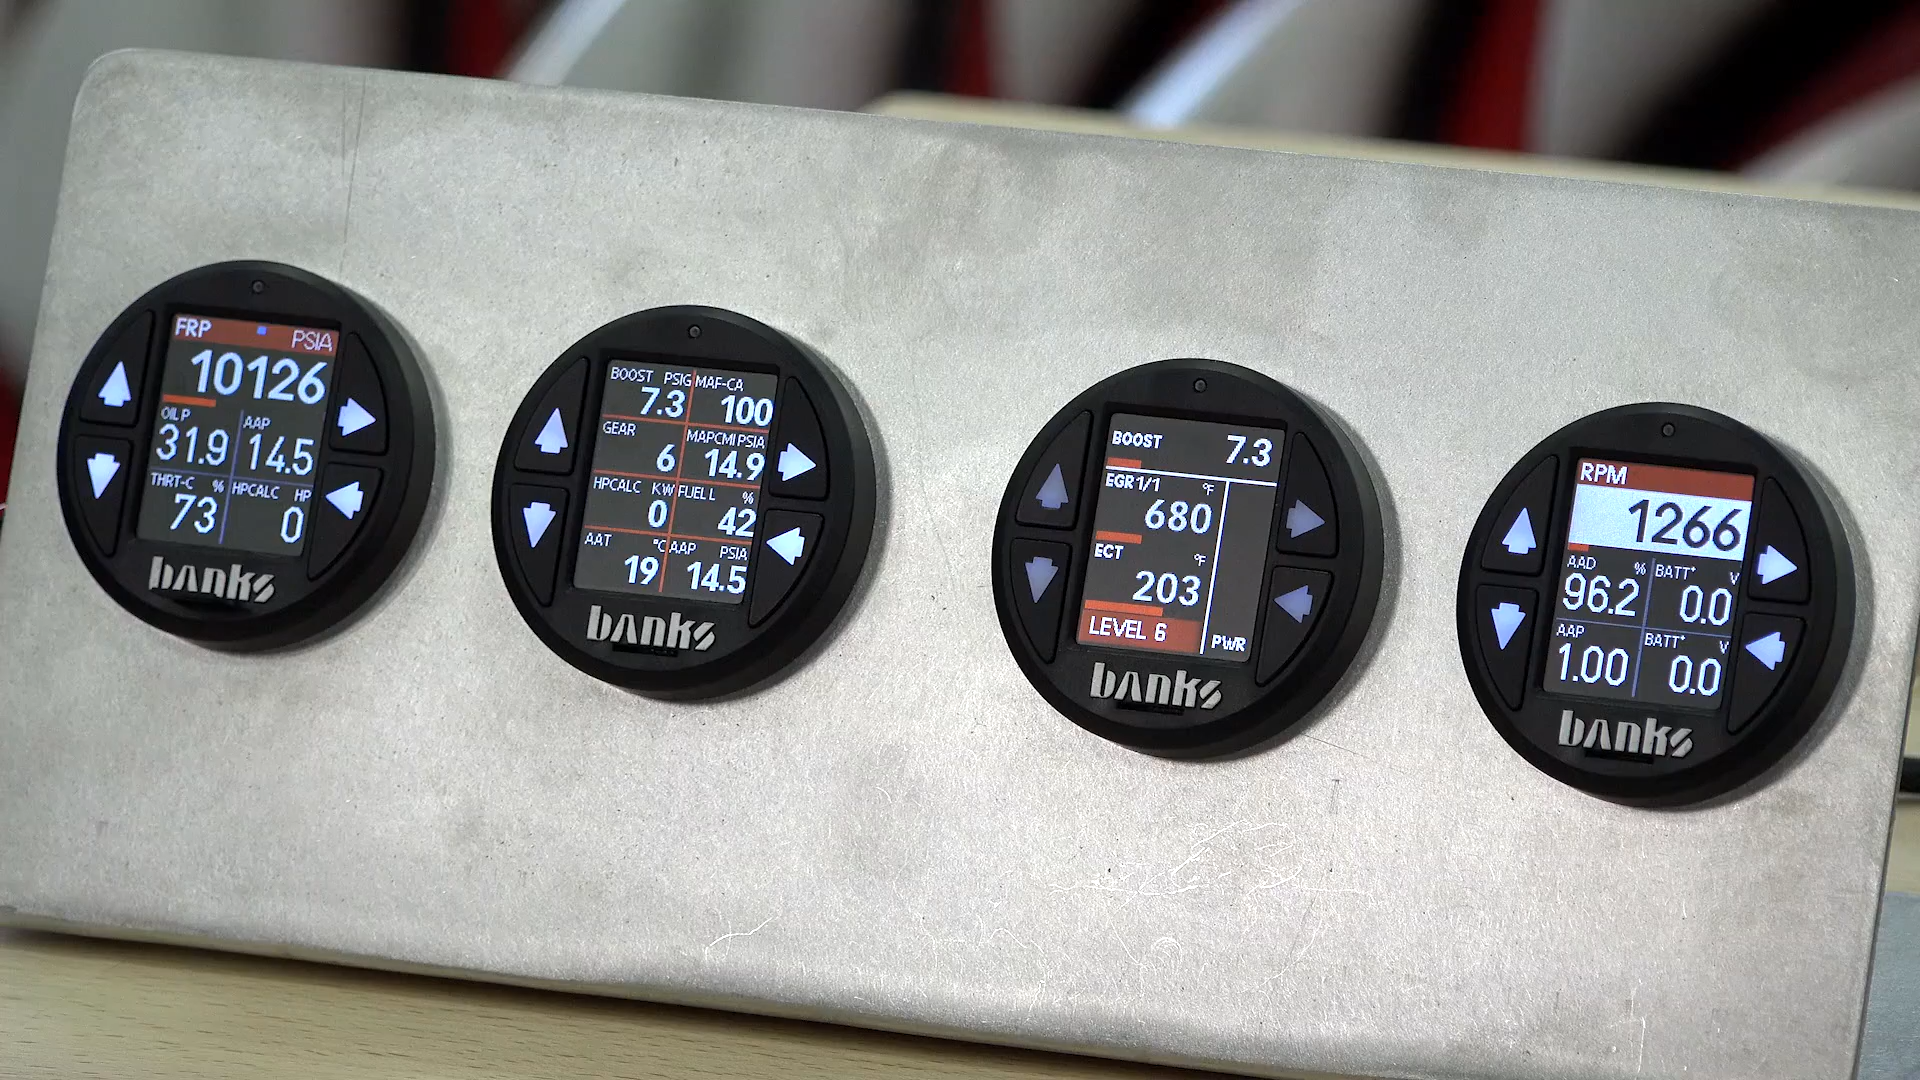 FRP PSIA
10126
OIL P AAP
31.9 14.5
THRT-C % HPCALC HP
73 0
banks
BOOST PSIG MAF-CA
7.3 100
GEAR MAPCMI PSIA
6 14.9
HPCALC KW FUEL L %
0 42
AAT °C AAP PSIA
19 14.5
banks
BOOST 7.3
EGR1/1 °F
680
ECT °F
203
LEVEL 6 PWR
banks
RPM
1266
AAD % BATT+ V
96.2 0.0
AAP BATT+ V
1.00 0.0
banks